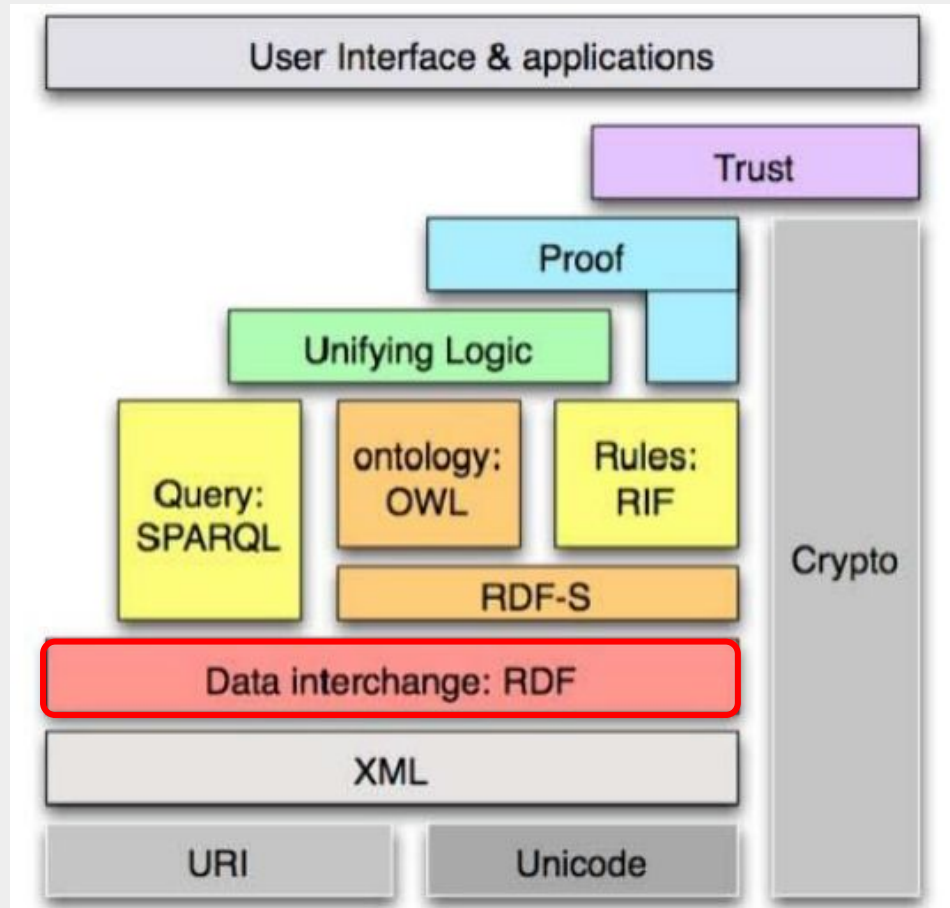 User Interface & applications
Trust
Proof
Unifying Logic
Query:
SPARQL
ontology:
OWL
Rules:
RIF
Crypto
RDF-S
Data interchange: RDF
XML
URI
Unicode